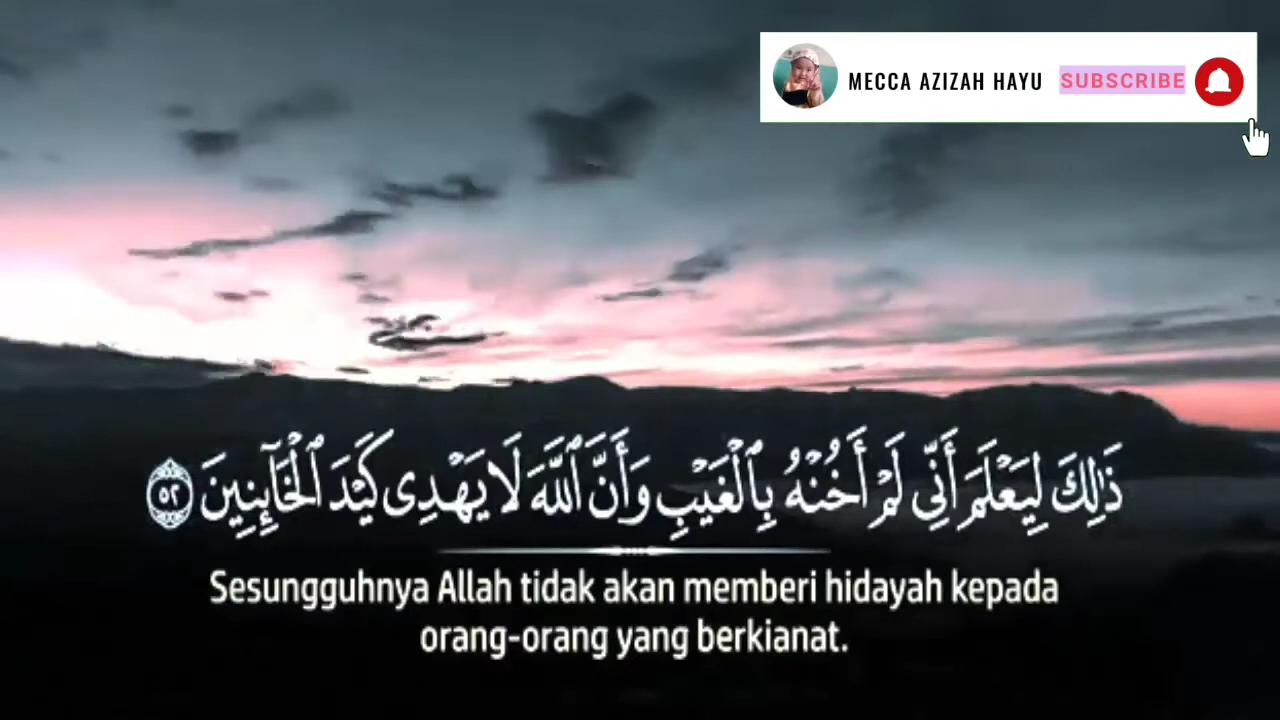 MECCA AZIZAH HAYU SUBSCRIBE
ذَٰلِكَ لِيَعْلَمَ أَنِّى لَمْ أَخُنْهُ بِٱلْغَيْبِ وَأَنَّ ٱللَّهَ لَا يَهْدِى كَيْدَ ٱلْخَآئِنِينَ ٥٢
Sesungguhnya Allah tidak akan memberi hidayah kepada
orang-orang yang berkianat.